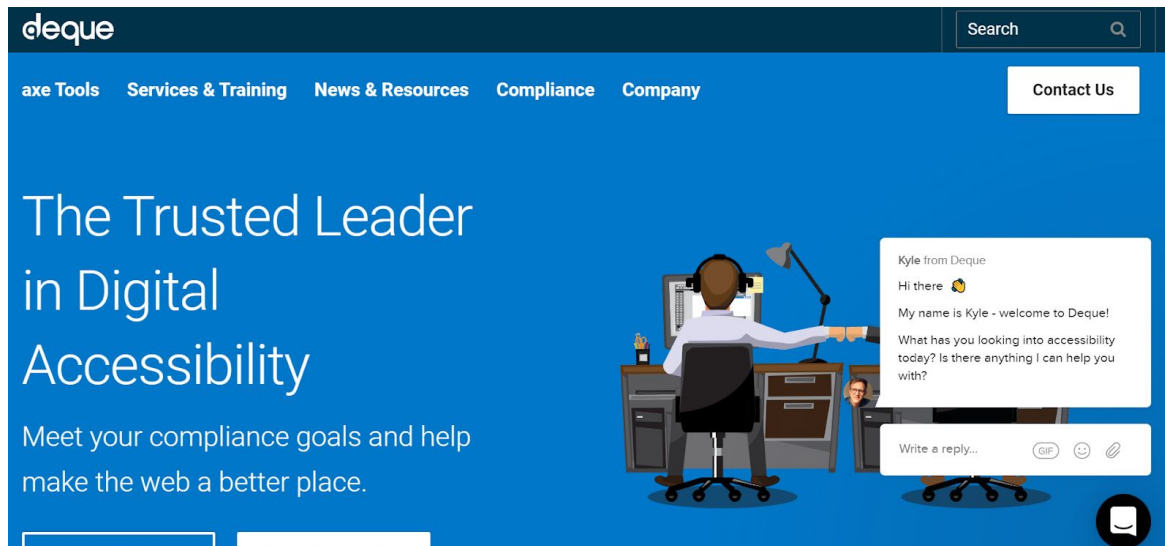 deque
Search
axe Tools
Services & Training
News & Resources
Compliance
Company
Contact Us
The Trusted Leader
in Digital
Accessibility
Meet your compliance goals and help
make the web a better place.
Kyle from Deque
Hi there 👋
My name is Kyle - welcome to Deque!
What has you looking into accessibility
today? Is there anything I can help you
with?
Write a reply...
GIF